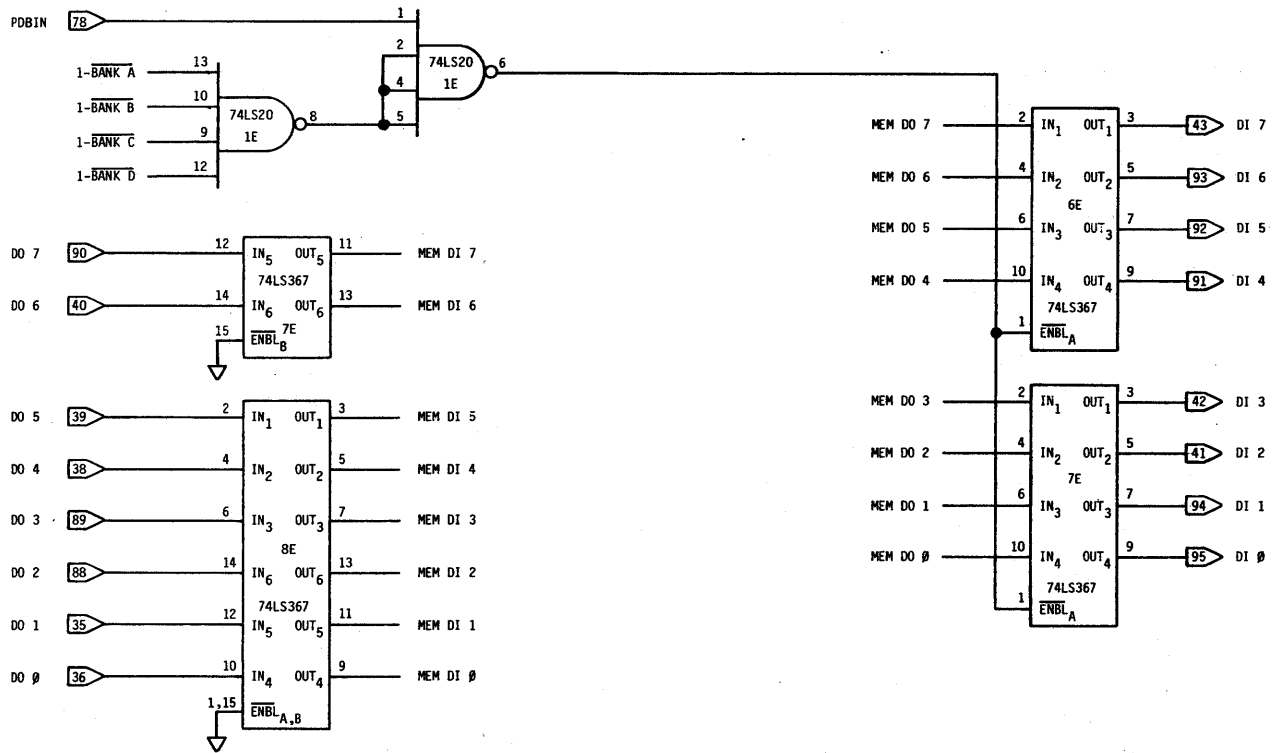 PDBIN 78 1
2
4
5
74LS20
1E
6
1-BANK A 13
1-BANK B 10
1-BANK C 9
1-BANK D 12
74LS20
1E
8
DO 7 90 12 IN5 OUT5 11 MEM DI 7
74LS367
DO 6 40 14 IN6 OUT6 13 MEM DI 6
7E
15 ENBL B
DO 5 39 2 IN1 OUT1 3 MEM DI 5
DO 4 38 4 IN2 OUT2 5 MEM DI 4
DO 3 89 6 IN3 OUT3 7 MEM DI 3
8E
DO 2 88 14 IN6 OUT6 13 MEM DI 2
74LS367
DO 1 35 12 IN5 OUT5 11 MEM DI 1
DO Ø 36 10 IN4 OUT4 9 MEM DI Ø
1,15 ENBL A,B
MEM DO 7 2 IN1 OUT1 3 43 DI 7
MEM DO 6 4 IN2 OUT2 5 93 DI 6
6E
MEM DO 5 6 IN3 OUT3 7 92 DI 5
MEM DO 4 10 IN4 OUT4 9 91 DI 4
74LS367
1 ENBL A
MEM DO 3 2 IN1 OUT1 3 42 DI 3
MEM DO 2 4 IN2 OUT2 5 41 DI 2
7E
MEM DO 1 6 IN3 OUT3 7 94 DI 1
MEM DO Ø 10 IN4 OUT4 9 95 DI Ø
74LS367
1 ENBL A